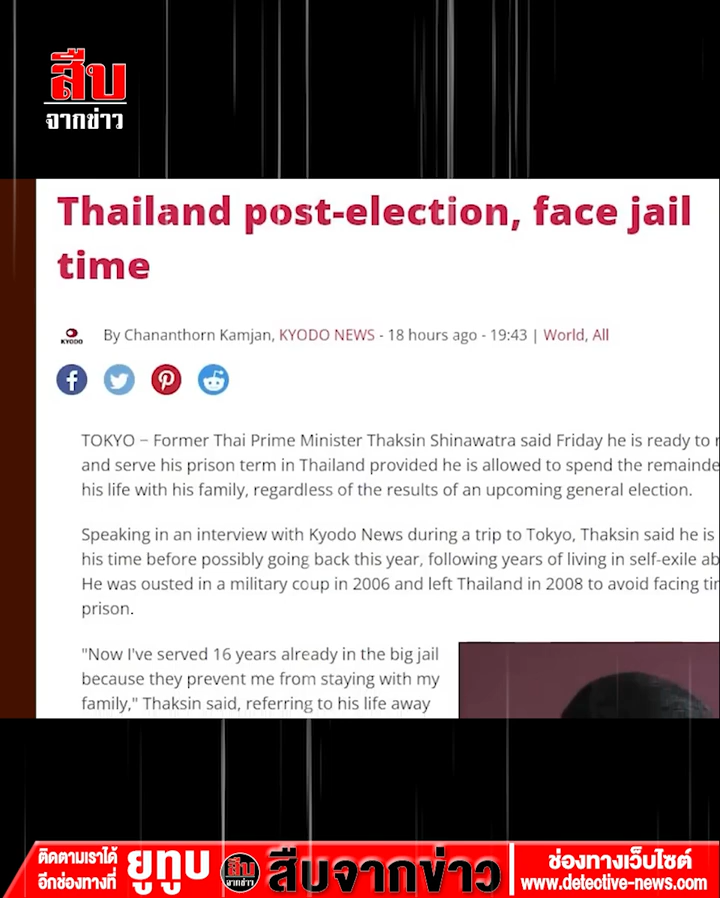 สืบ
จากข่าว
Thailand post-election, face jail
time
KYODO
By Chananthorn Kamjan, KYODO NEWS - 18 hours ago - 19:43 | World, All
TOKYO – Former Thai Prime Minister Thaksin Shinawatra said Friday he is ready to
and serve his prison term in Thailand provided he is allowed to spend the
his life with his family, regardless of the results of an upcoming general election.
Speaking in an interview with Kyodo News during a trip to Tokyo, Thaksin said he is
his time before possibly going back this year, following years of living in self-exile
He was ousted in a military coup in 2006 and left Thailand in 2008 to avoid facing
prison.
"Now I've served 16 years already in the big jail
because they prevent me from staying with my
family," Thaksin said, referring to his life away
ติดตามเราได้
อีกช่องทางที่
ยูทูบ
สืบ
จากข่าว
สืบจากข่าว
ช่องทางเว็บไซต์
www.detective-news.com